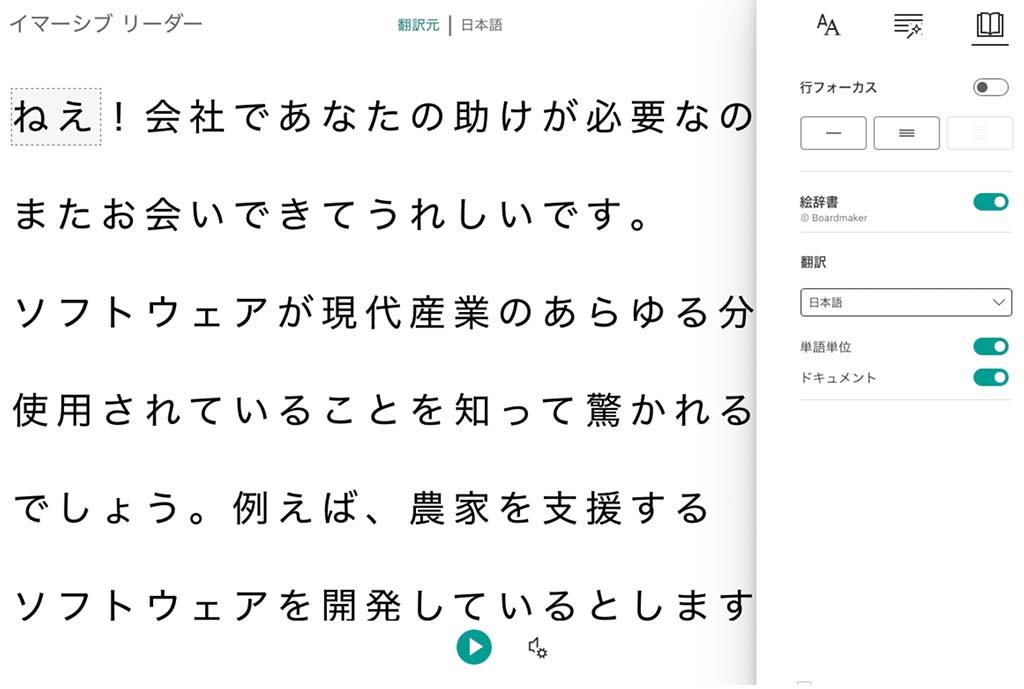 イマーシブ リーダー
翻訳元 | 日本語
ねえ！会社であなたの助けが必要なの
またお会いできてうれしいです。
ソフトウェアが現代産業のあらゆる分
使用されていることを知って驚かれる
でしょう。例えば、農家を支援する
ソフトウェアを開発しているとします
AA
行フォーカス
絵辞書
© Boardmaker
翻訳
日本語
単語単位
ドキュメント